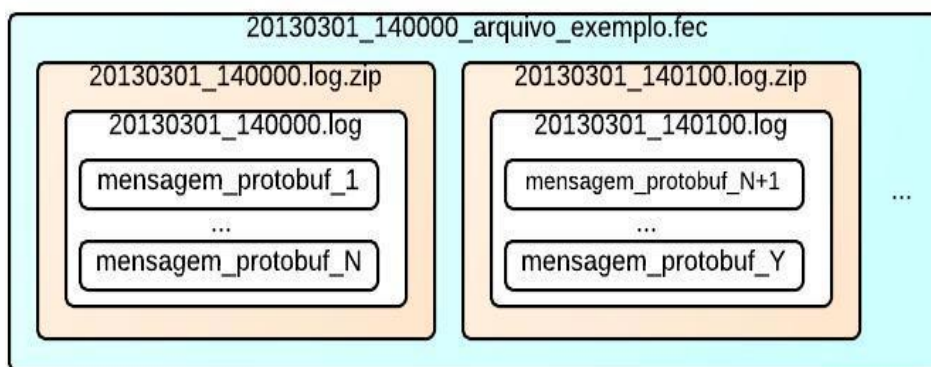 20130301_140000_arquivo_exemplo.fec
20130301_140000.log.zip
20130301_140000.log
mensagem_protobuf_1
...
mensagem_protobuf_N
20130301_140100.log.zip
20130301_140100.log
mensagem_protobuf_N+1
...
mensagem_protobuf_Y
...